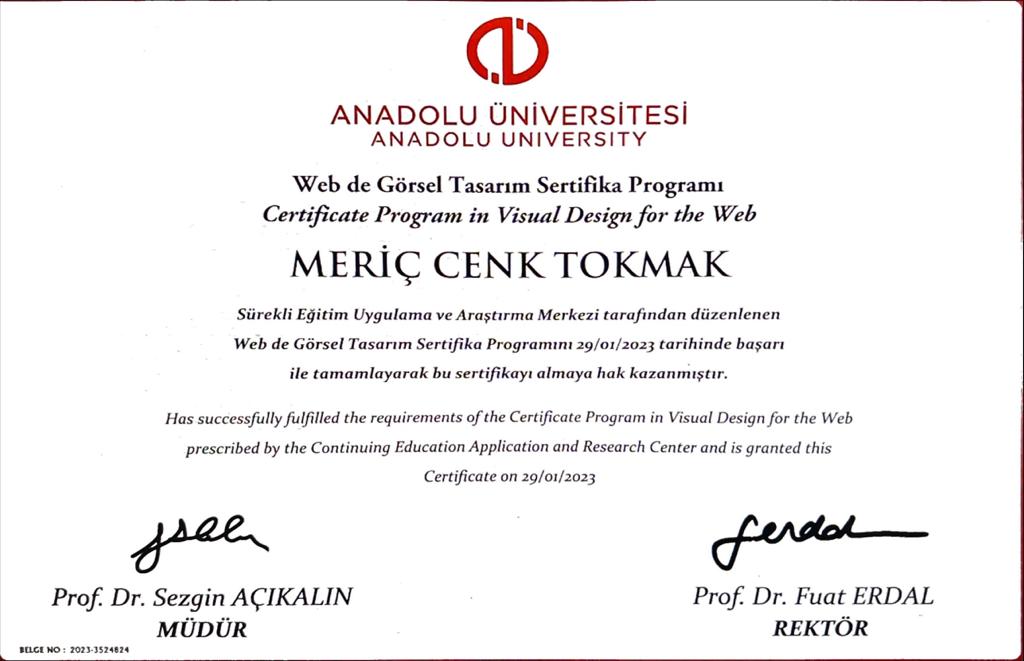 ANADOLU ÜNİVERSİTESİ
ANADOLU UNIVERSITY
Web de Görsel Tasarım Sertifika Programı
Certificate Program in Visual Design for the Web
MERİÇ CENK TOKMAK
Sürekli Eğitim Uygulama ve Araştırma Merkezi tarafından düzenlenen
Web de Görsel Tasarım Sertifika Programını 29/01/2023 tarihinde başarı
ile tamamlayarak bu sertifikayı almaya hak kazanmıştır.
Has successfully fulfilled the requirements of the Certificate Program in Visual Design for the Web
prescribed by the Continuing Education Application and Research Center and is granted this
Certificate on 29/01/2023
Prof. Dr. Sezgin AÇIKALIN
MÜDÜR
Prof. Dr. Fuat ERDAL
REKTÖR
BELGE NO : 2023-3524824